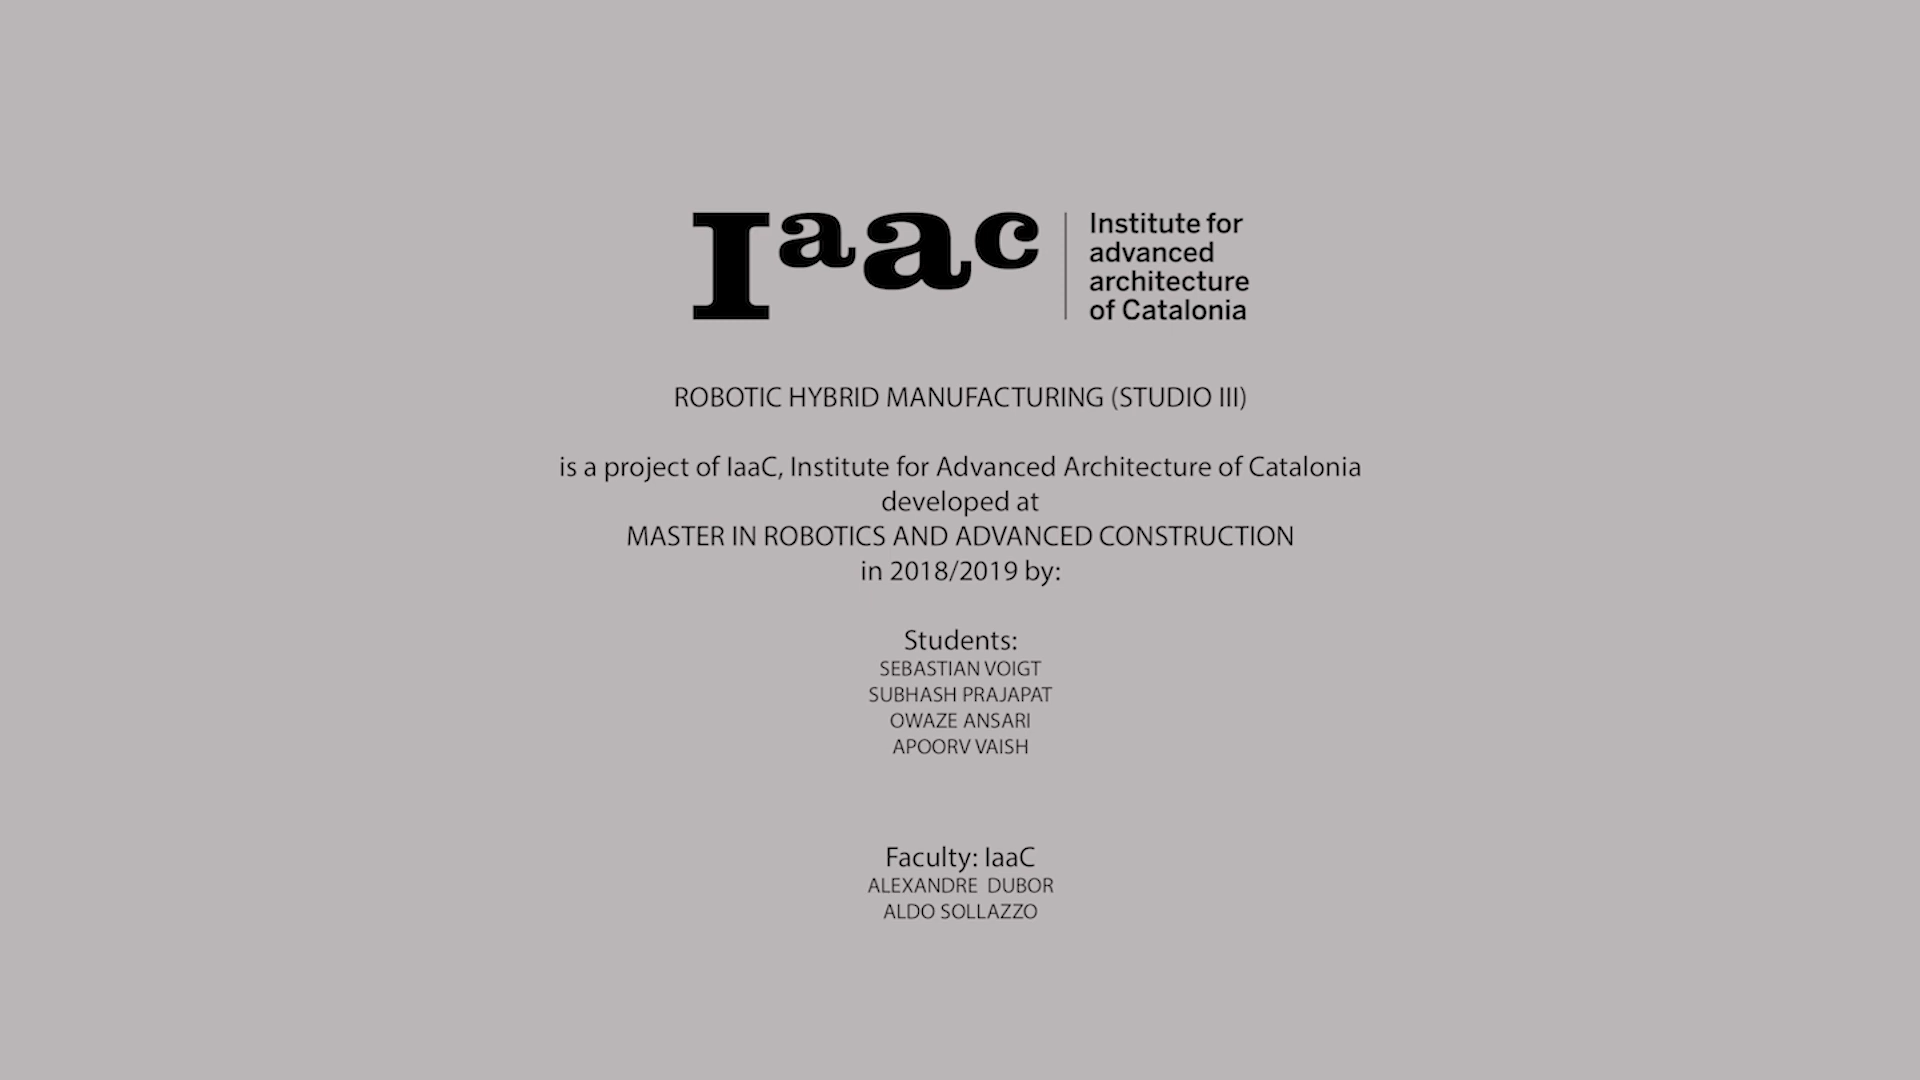 Iaac
Institute for
advanced
architecture
of Catalonia
ROBOTIC HYBRID MANUFACTURING (STUDIO III)
is a project of IaaC, Institute for Advanced Architecture of Catalonia
developed at
MASTER IN ROBOTICS AND ADVANCED CONSTRUCTION
in 2018/2019 by:
Students:
SEBASTIAN VOIGT
SUBHASH PRAJAPAT
OWAZE ANSARI
APOORV VAISH
Faculty: IaaC
ALEXANDRE  DUBOR
ALDO SOLLAZZO